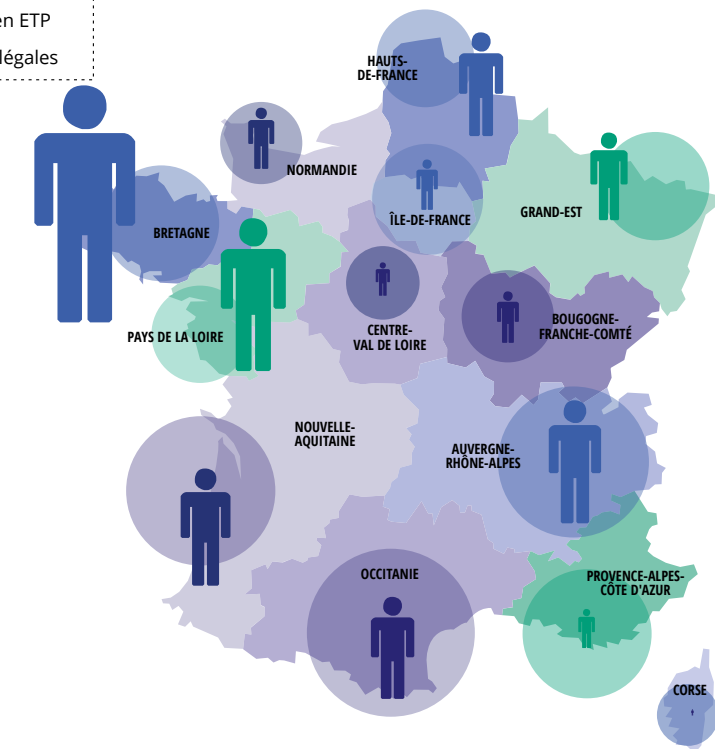 en ETP
légales
HAUTS-
DE-FRANCE
NORMANDIE
ÎLE-DE-FRANCE
GRAND-EST
BRETAGNE
PAYS DE LA LOIRE
CENTRE-
VAL DE LOIRE
BOUGOGNE-
FRANCHE-COMTÉ
NOUVELLE-
AQUITAINE
AUVERGNE-
RHÔNE-ALPES
OCCITANIE
PROVENCE-ALPES-
CÔTE D'AZUR
CORSE